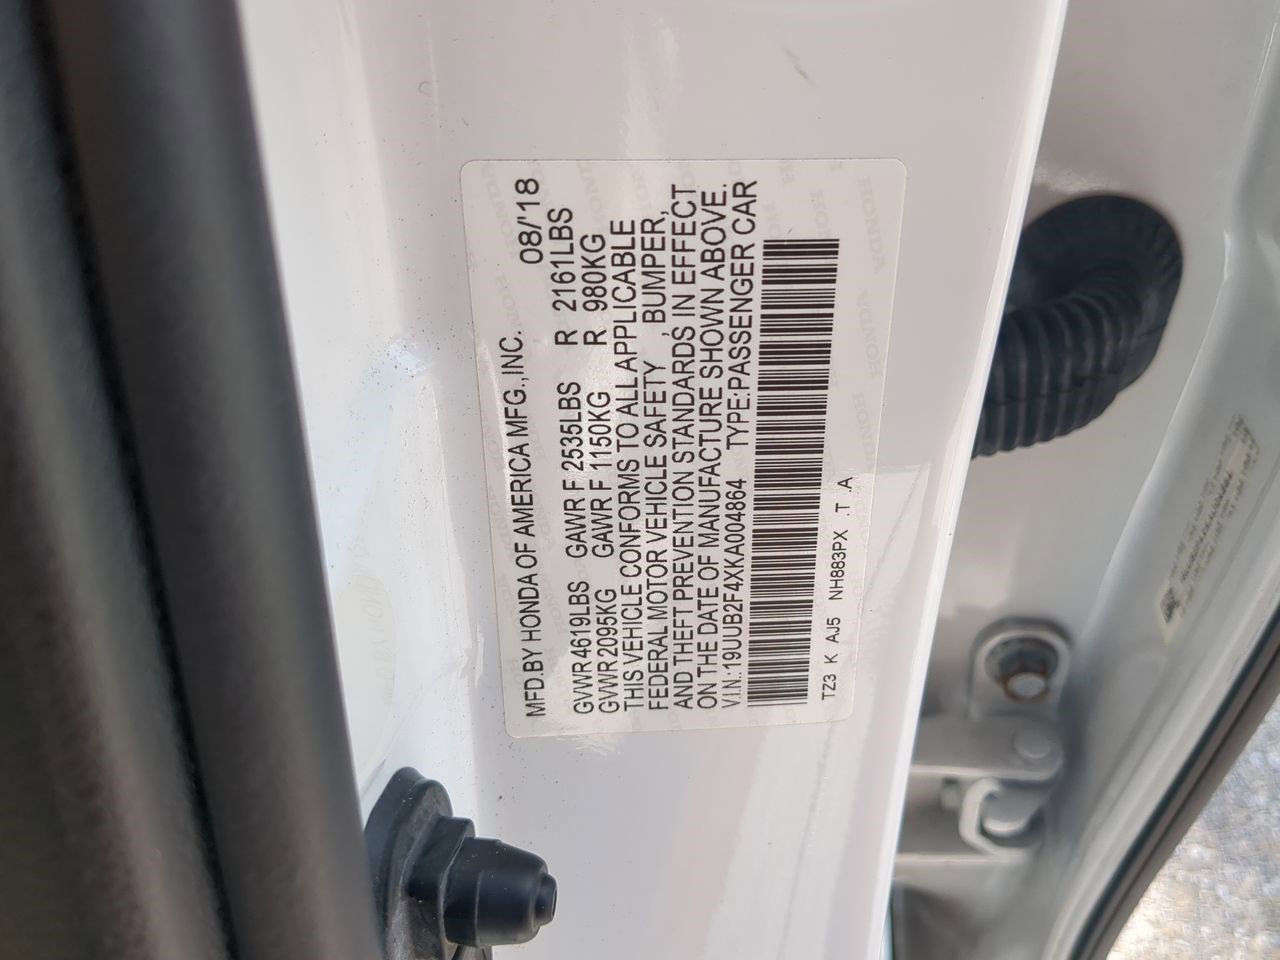 MFD.BY HONDA OF AMERICA MFG.,INC. 08/'18
GVWR 4619LBS GAWR F 2535LBS R 2161LBS
GVWR 2095KG GAWR F 1150KG R 980KG
THIS VEHICLE CONFORMS TO ALL APPLICABLE
FEDERAL MOTOR VEHICLE SAFETY , BUMPER,
AND THEFT PREVENTION STANDARDS IN EFFECT
ON THE DATE OF MANUFACTURE SHOWN ABOVE.
V.I.N.:19UUB2F4XKA004864 TYPE:PASSENGER CAR
TZ3 K AJ5 NH883PX .T .A